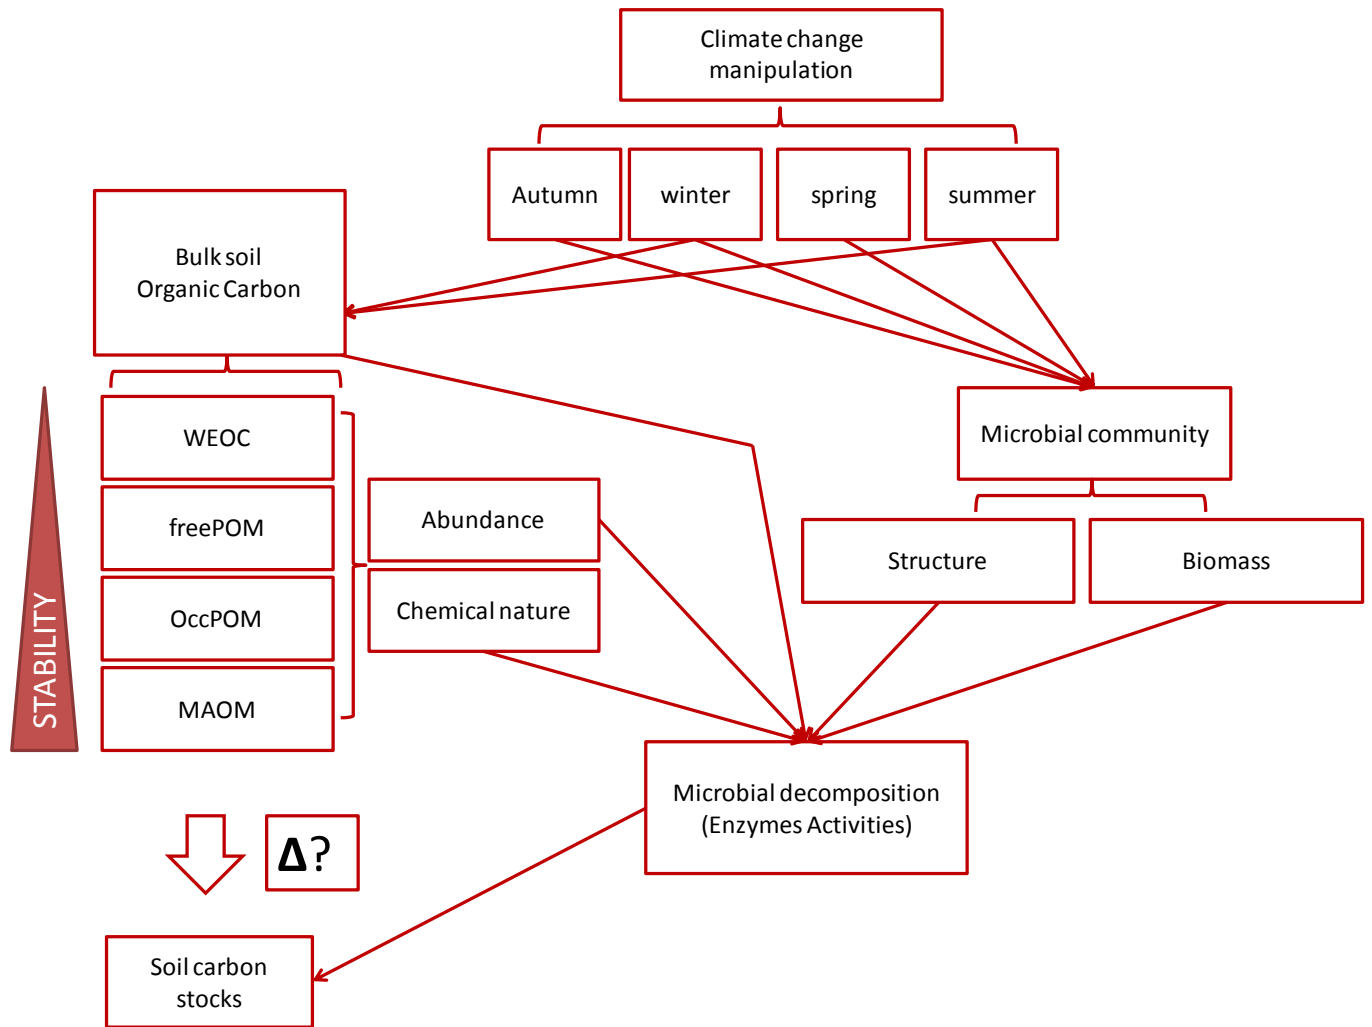 Climate change
manipulation
Autumn
winter
spring
summer
Bulk soil
Organic Carbon
WEOC
freePOM
OccPOM
MAOM
STABILITY
Abundance
Chemical nature
Microbial community
Structure
Biomass
Microbial decomposition
(Enzymes Activities)
Δ?
Soil carbon
stocks